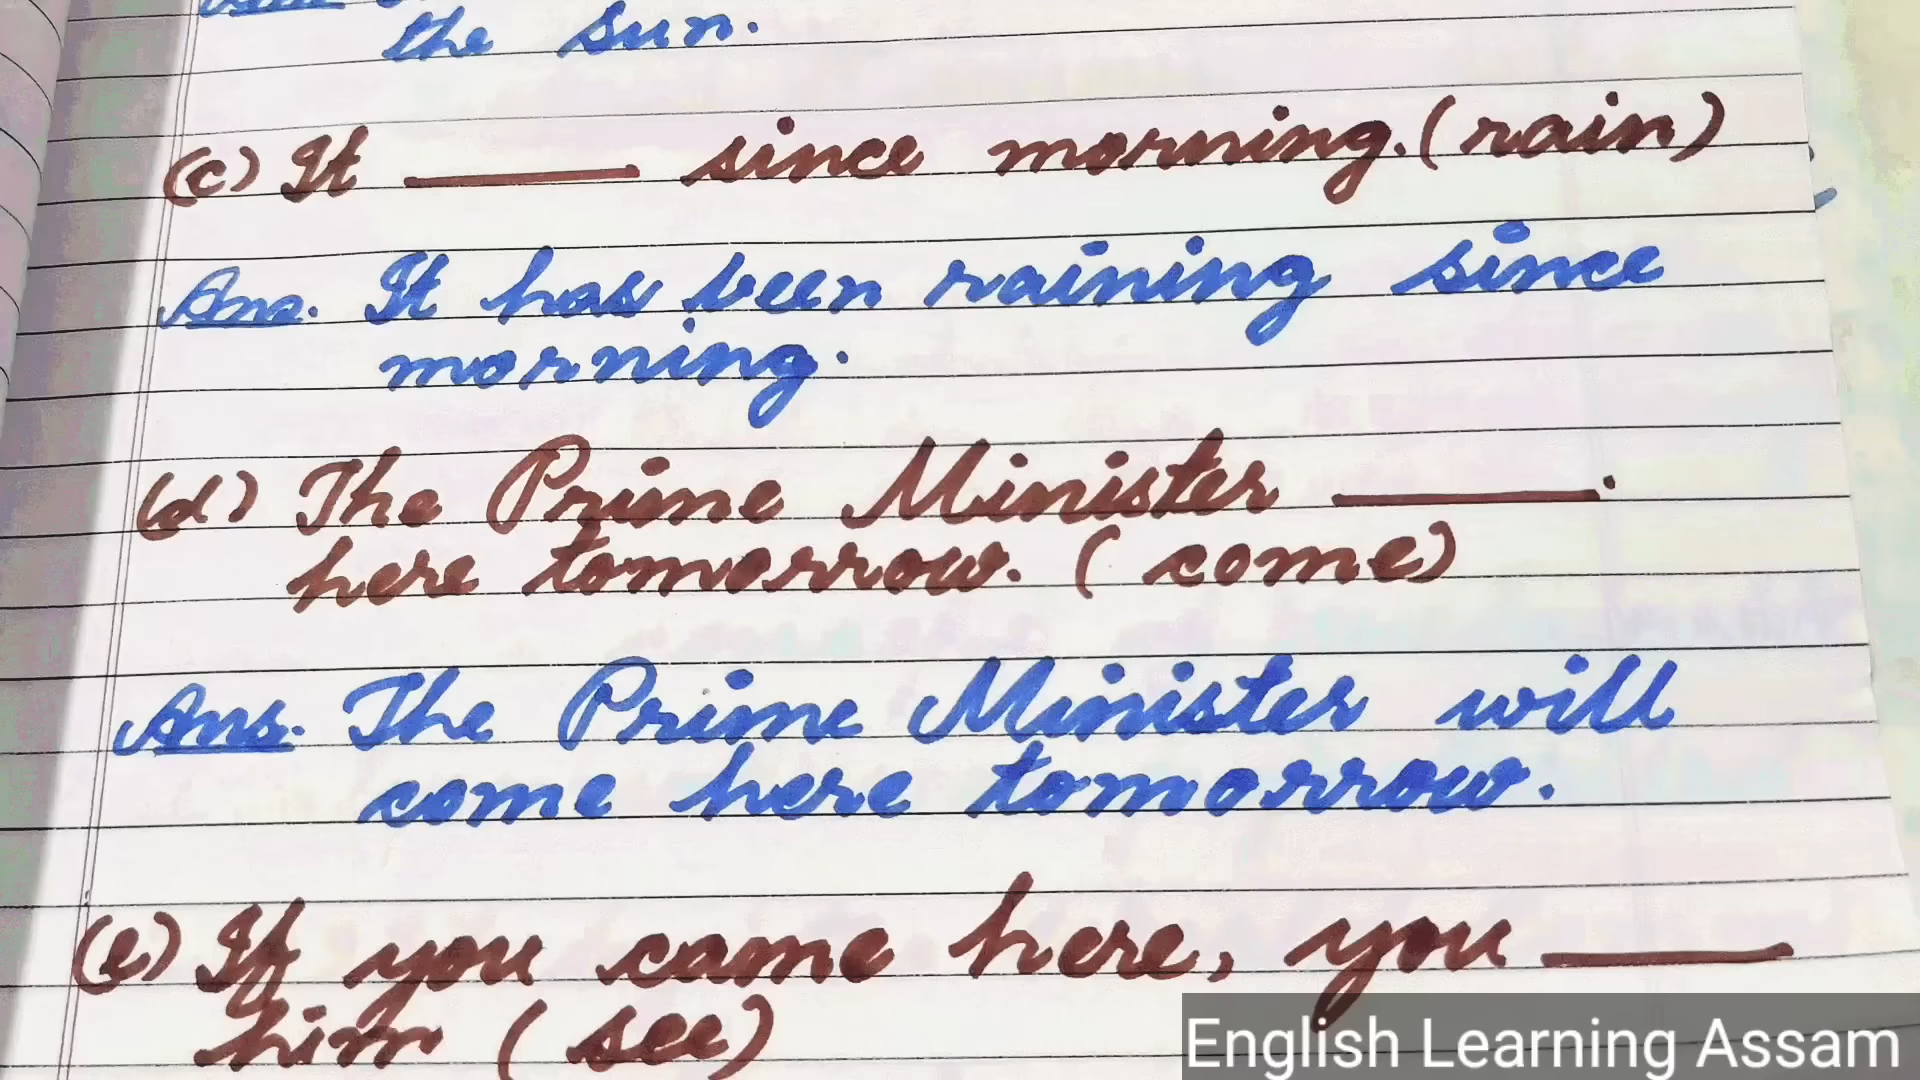 the sun.
(c) It ______ since morning. (rain)
Ans. It has been raining since
morning.
(d) The Prime Minister ______.
here tomorrow. (come)
Ans. The Prime Minister will
come here tomorrow.
(e) If you came here, you ______
him (see)
English Learning Assam